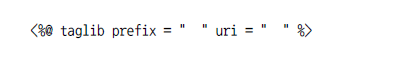 <%@ taglib prefix = "  " uri = "  " %>